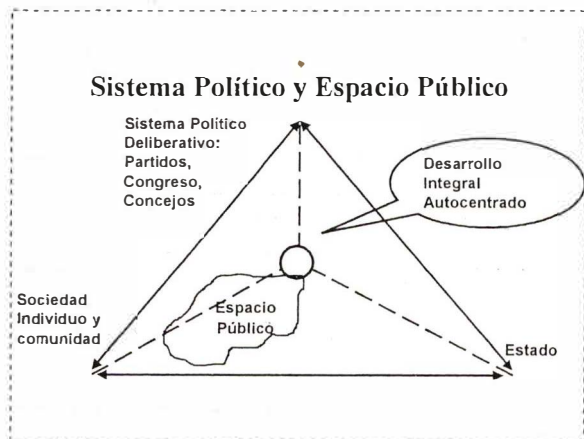 Sistema Político y Espacio Público
Sistema Político
Deliberativo:
Partidos,
Congreso,
Concejos
Desarrollo
Integral
Autocentrado
Sociedad
Individuo y
comunidad
Espacio
Público
Estado